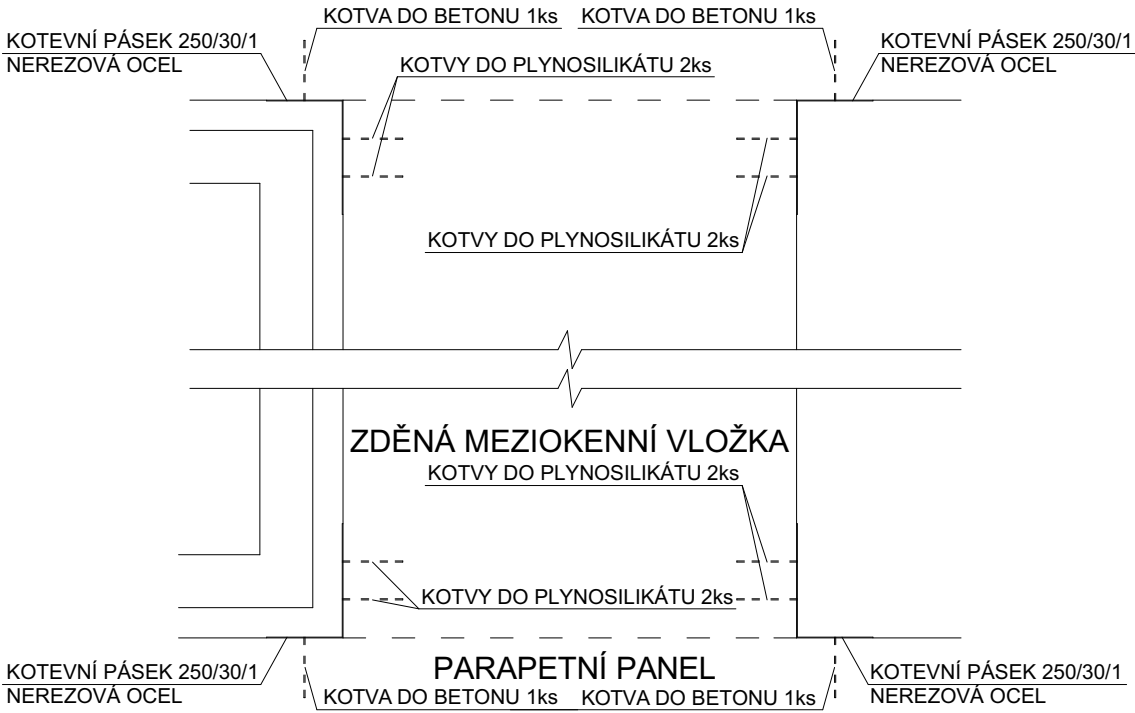 KOTVA DO BETONU 1ks
KOTVA DO BETONU 1ks
KOTEVNÍ PÁSEK 250/30/1
NEREZOVÁ OCEL
KOTEVNÍ PÁSEK 250/30/1
NEREZOVÁ OCEL
KOTVY DO PLYNOSILIKÁTU 2ks
KOTVY DO PLYNOSILIKÁTU 2ks
ZDĚNÁ MEZIOKENNÍ VLOŽKA
KOTVY DO PLYNOSILIKÁTU 2ks
KOTVY DO PLYNOSILIKÁTU 2ks
PARAPETNÍ PANEL
KOTEVNÍ PÁSEK 250/30/1
NEREZOVÁ OCEL
KOTEVNÍ PÁSEK 250/30/1
NEREZOVÁ OCEL
KOTVA DO BETONU 1ks
KOTVA DO BETONU 1ks